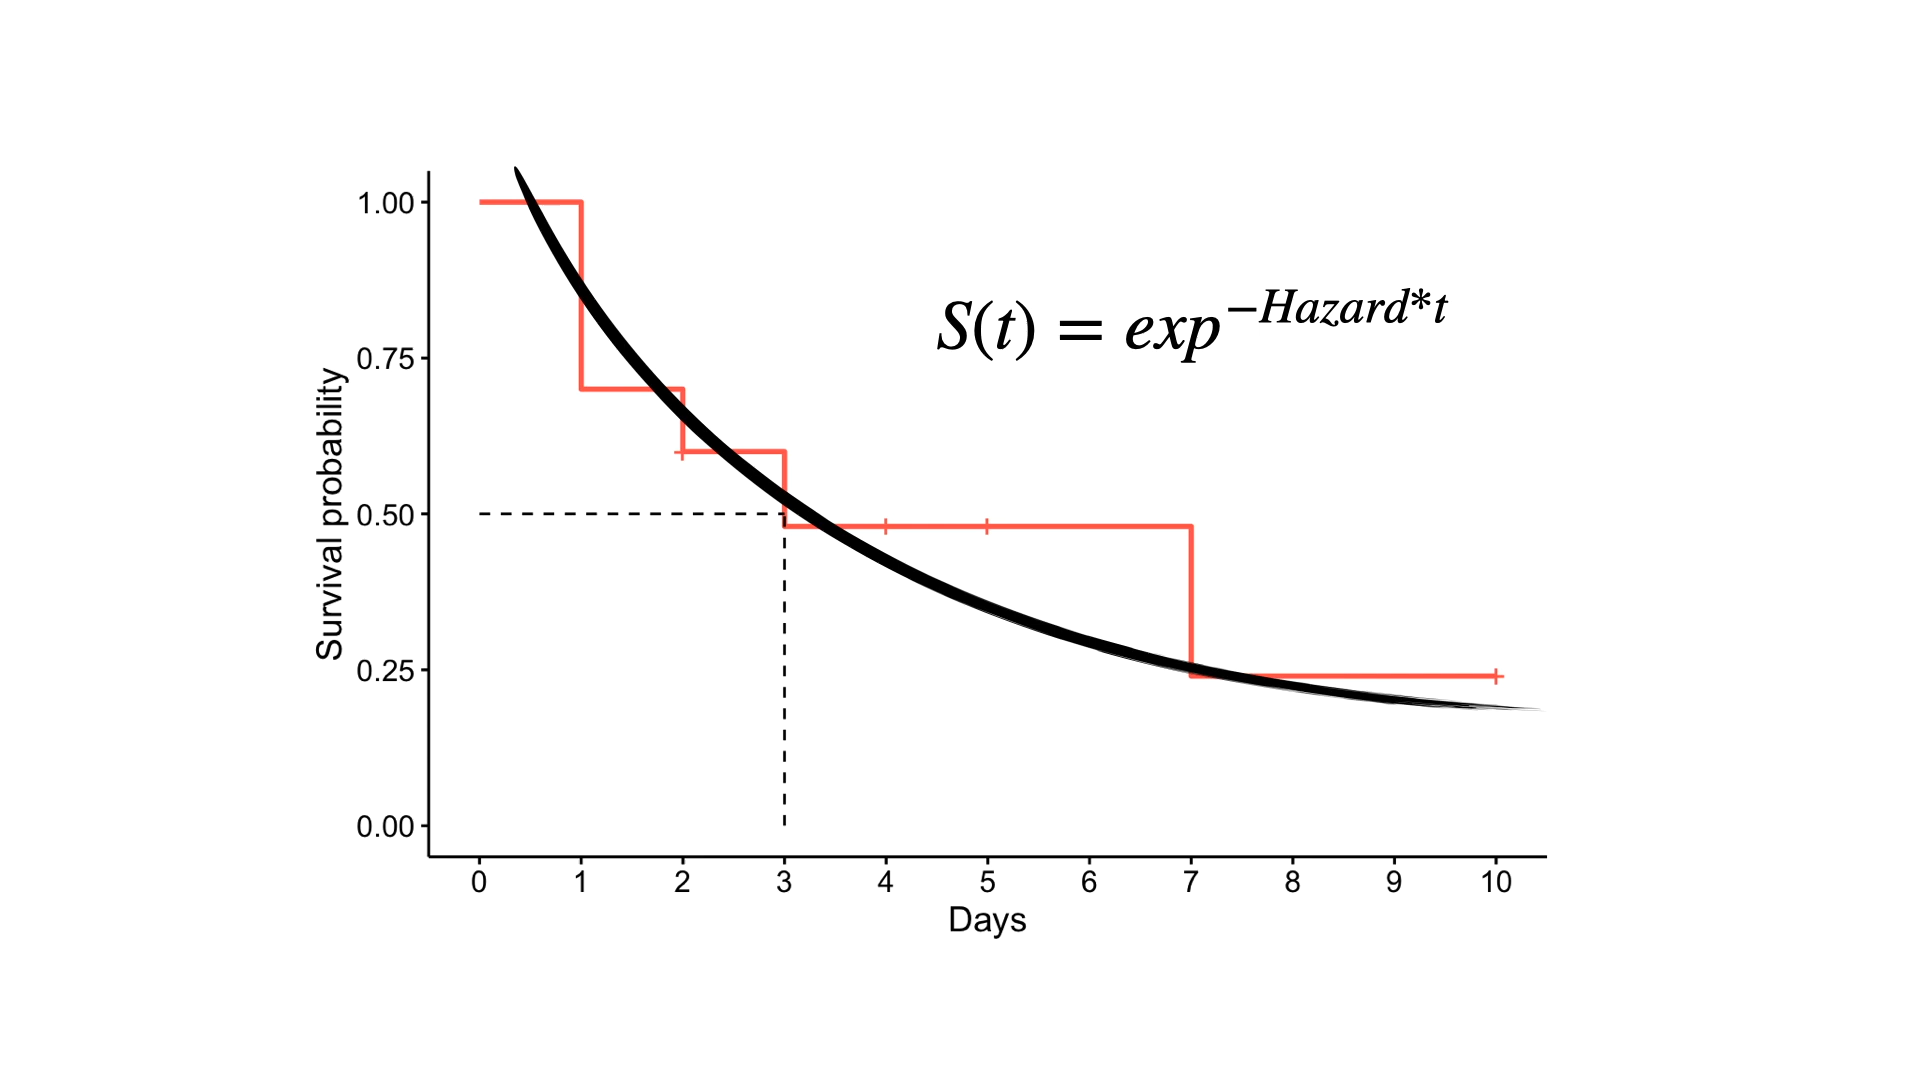 1.00
0.75
0.50
0.25
0.00
Survival probability
S(t) = exp^{−Hazard*t}
0 1 2 3 4 5 6 7 8 9 10
Days